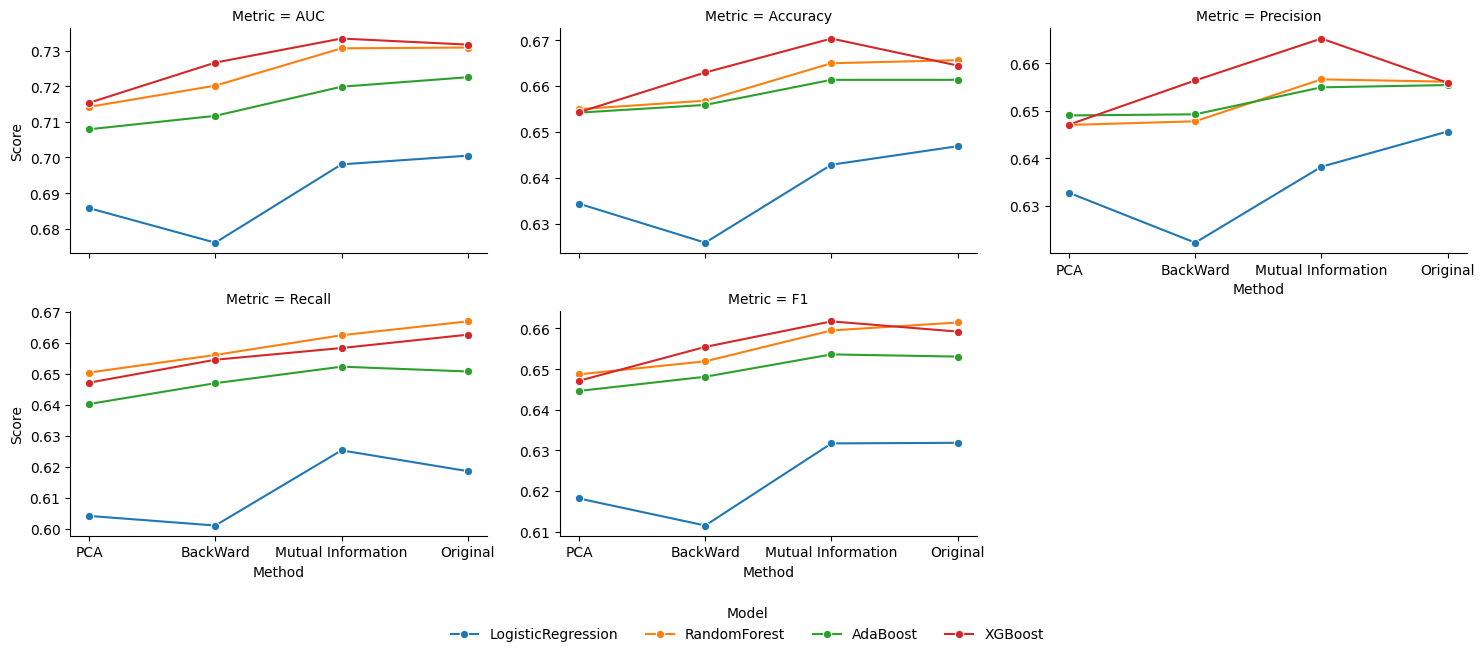 Metric = AUC
Metric = Accuracy
Metric = Precision
Score
0.73
0.72
0.71
0.70
0.69
0.68
0.67
0.66
0.65
0.64
0.63
0.66
0.65
0.64
0.63
PCA BackWard Mutual Information Original
Method
Metric = Recall
Metric = F1
Score
0.67
0.66
0.65
0.64
0.63
0.62
0.61
0.60
PCA BackWard Mutual Information Original
Method
0.66
0.65
0.64
0.63
0.62
0.61
PCA BackWard Mutual Information Original
Method
Model
LogisticRegression RandomForest AdaBoost XGBoost